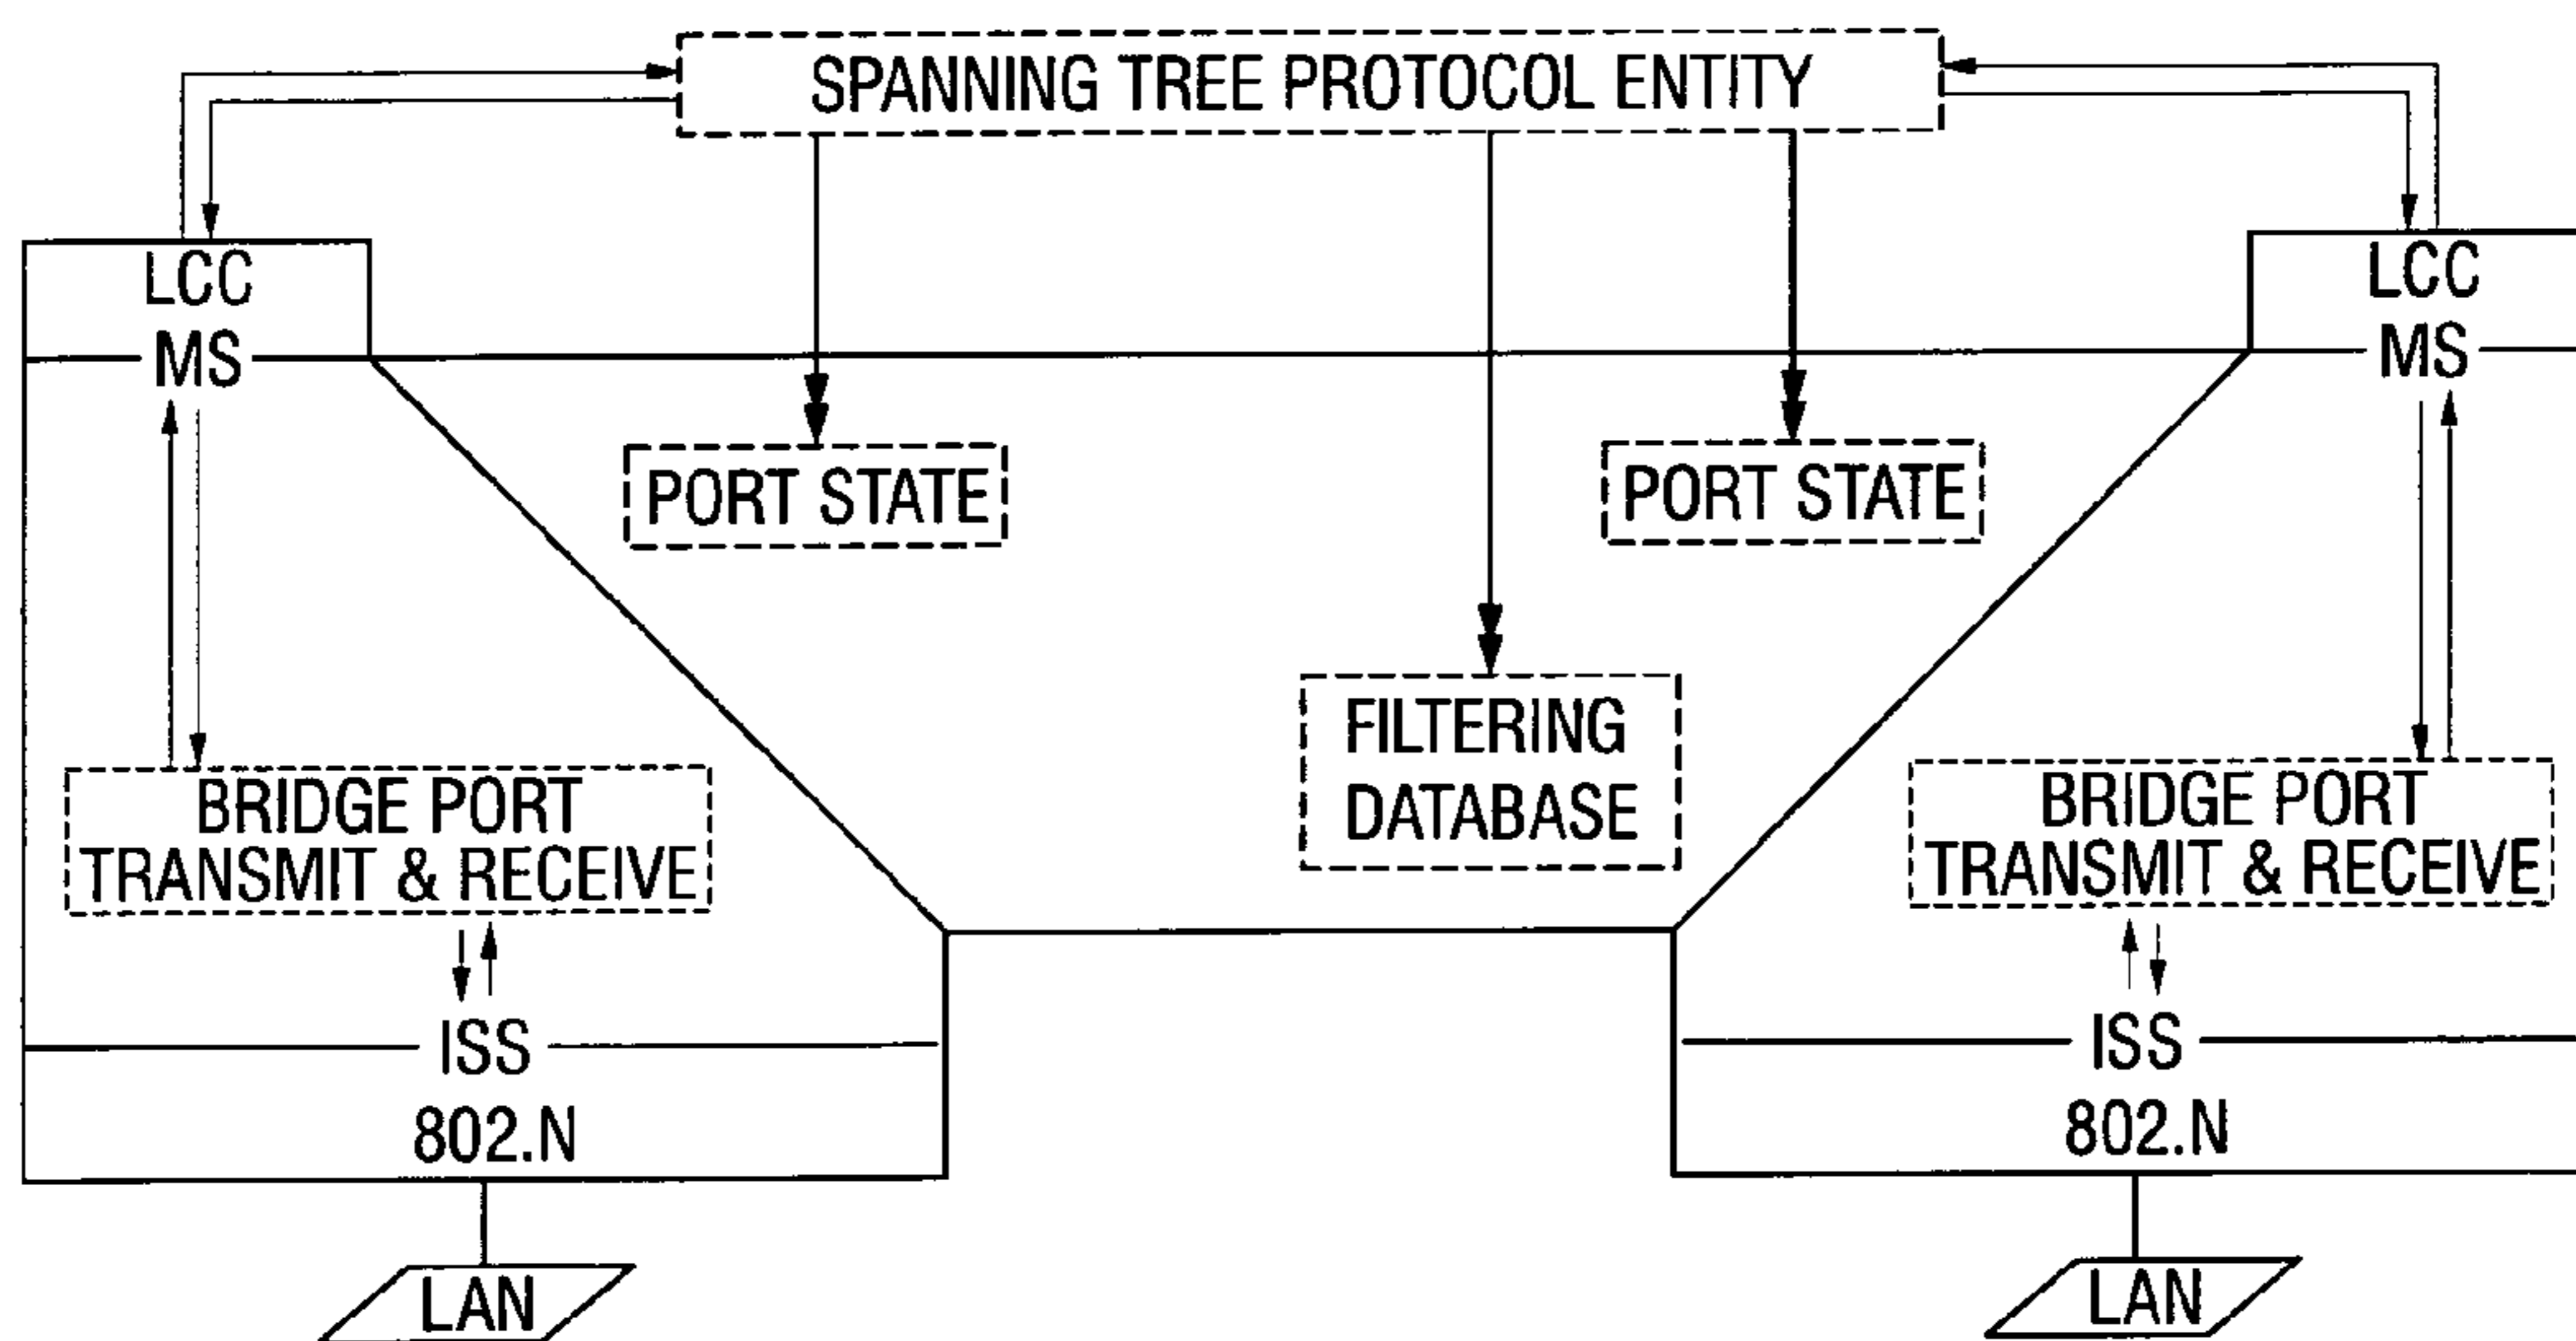 SPANNING TREE PROTOCOL ENTITY
LCC
LCC
MS
MS
PORT STATE
PORT STATE
FILTERING
DATABASE
BRIDGE PORT
TRANSMIT & RECEIVE
BRIDGE PORT
TRANSMIT & RECEIVE
ISS
ISS
802.N
802.N
LAN
LAN